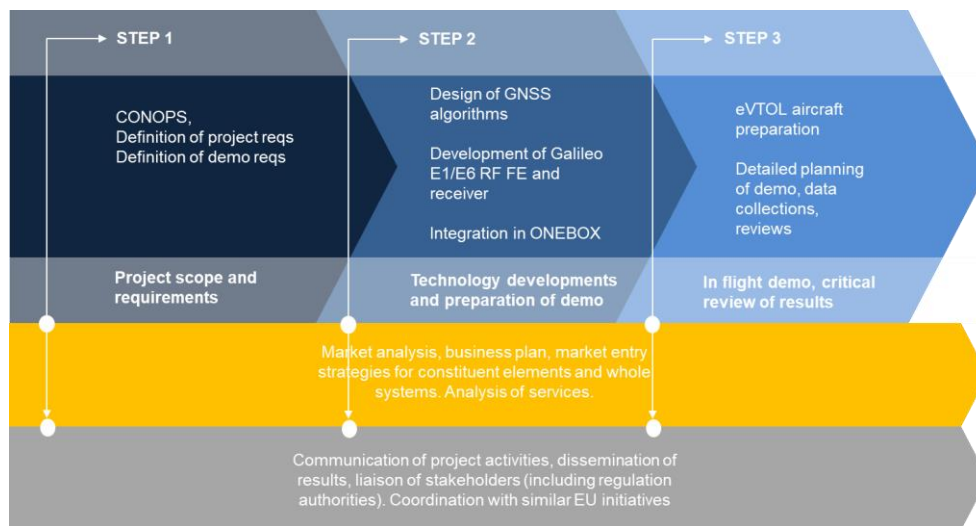 STEP 1
CONOPS,
Definition of project reqs
Definition of demo reqs
Project scope and
requirements
STEP 2
Design of GNSS
algorithms
Development of Galileo
E1/E6 RF FE and
receiver
Integration in ONEBOX
Technology developments
and preparation of demo
STEP 3
eVTOL aircraft
preparation
Detailed planning
of demo, data
collections,
reviews
In flight demo, critical
review of results
Market analysis, business plan, market entry
strategies for constituent elements and whole
systems. Analysis of services.
Communication of project activities, dissemination of
results, liaison of stakeholders (including regulation
authorities). Coordination with similar EU initiatives